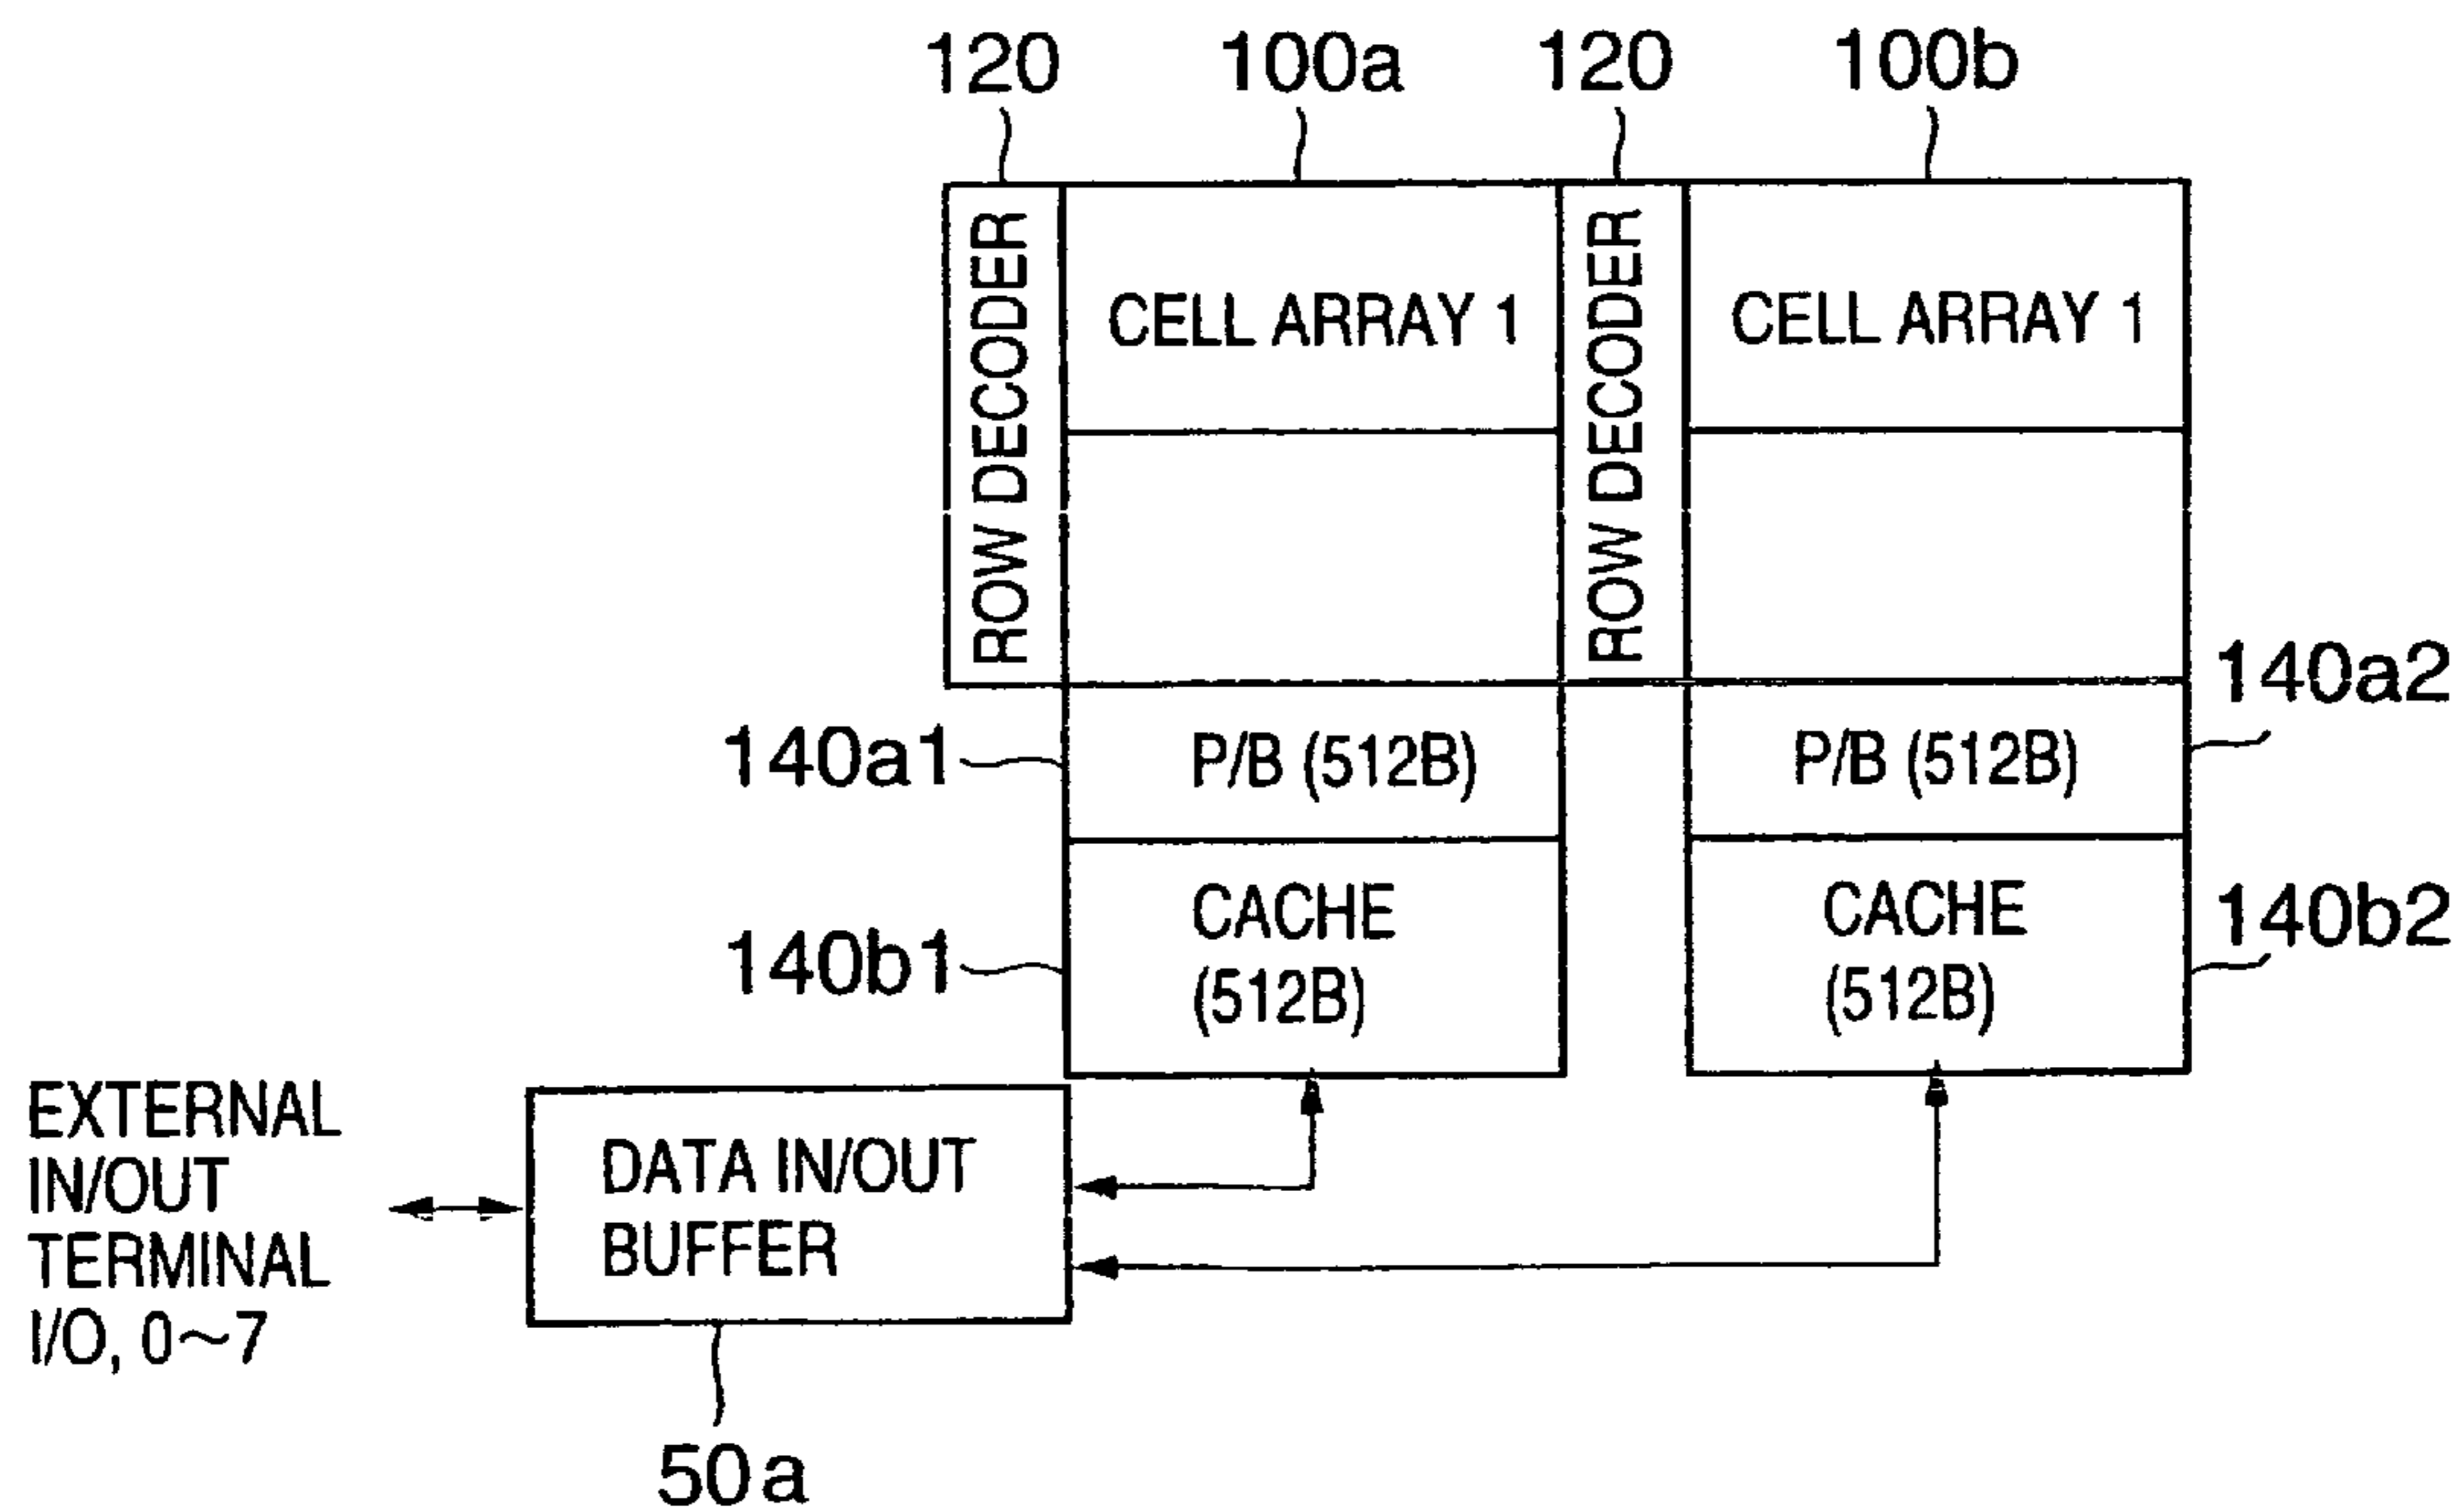 120
100a
120
100b
ROW DECODER
CELL ARRAY 1
ROW DECODER
CELL ARRAY 1
140a2
140a1
P/B (512B)
P/B (512B)
140b1
CACHE
(512B)
CACHE
(512B)
140b2
EXTERNAL
IN/OUT
TERMINAL
I/O, 0~7
DATA IN/OUT
BUFFER
50a